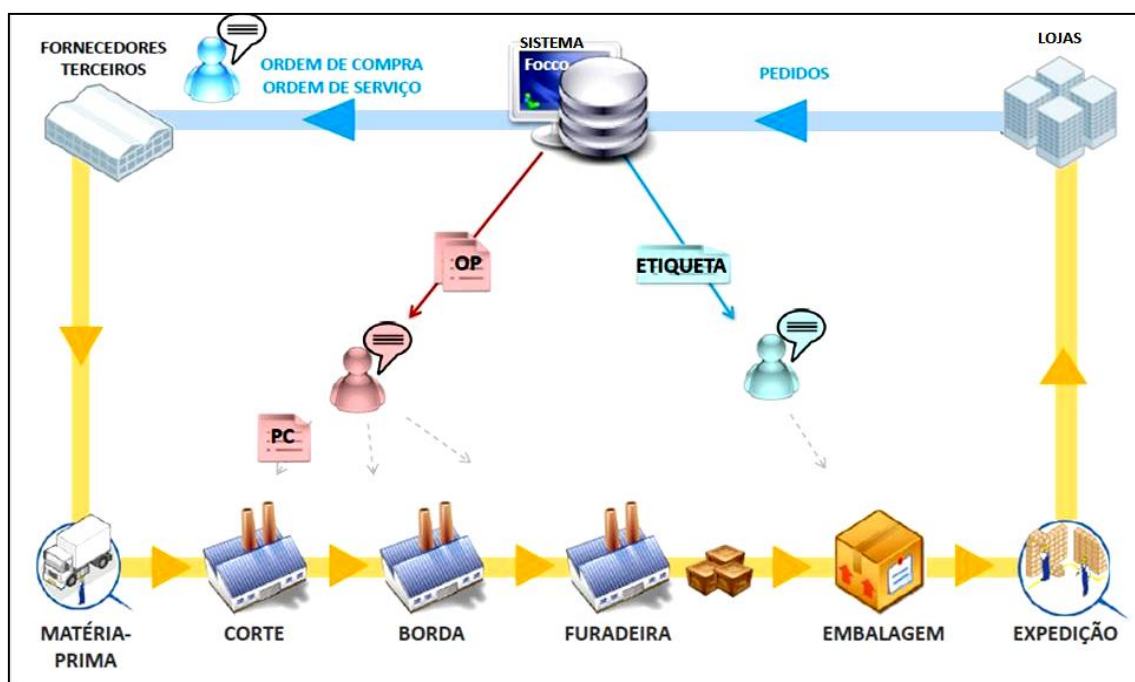 FORNECEDORES
TERCEIROS
ORDEM DE COMPRA
ORDEM DE SERVIÇO
SISTEMA
Focco
PEDIDOS
LOJAS
OP
ETIQUETA
PC
MATÉRIA-
PRIMA
CORTE
BORDA
FURADEIRA
EMBALAGEM
EXPEDIÇÃO